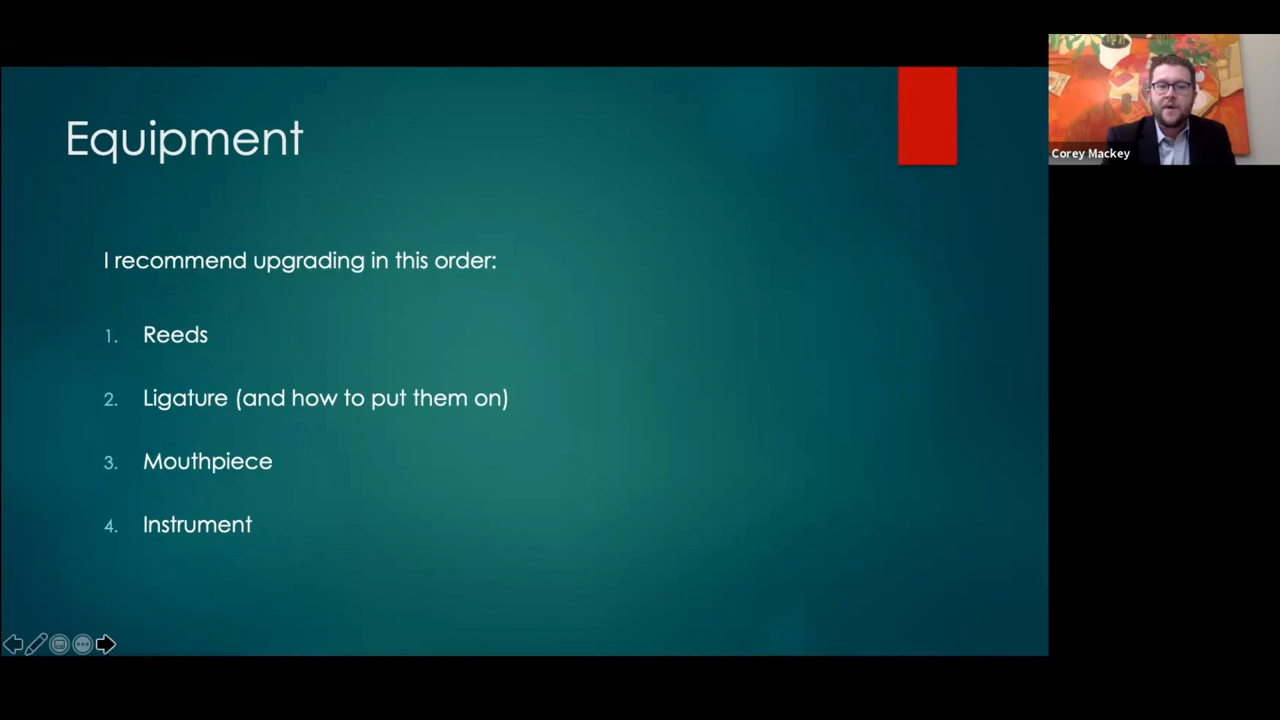 Equipment
I recommend upgrading in this order:
1. Reeds
2. Ligature (and how to put them on)
3. Mouthpiece
4. Instrument
Corey Mackey